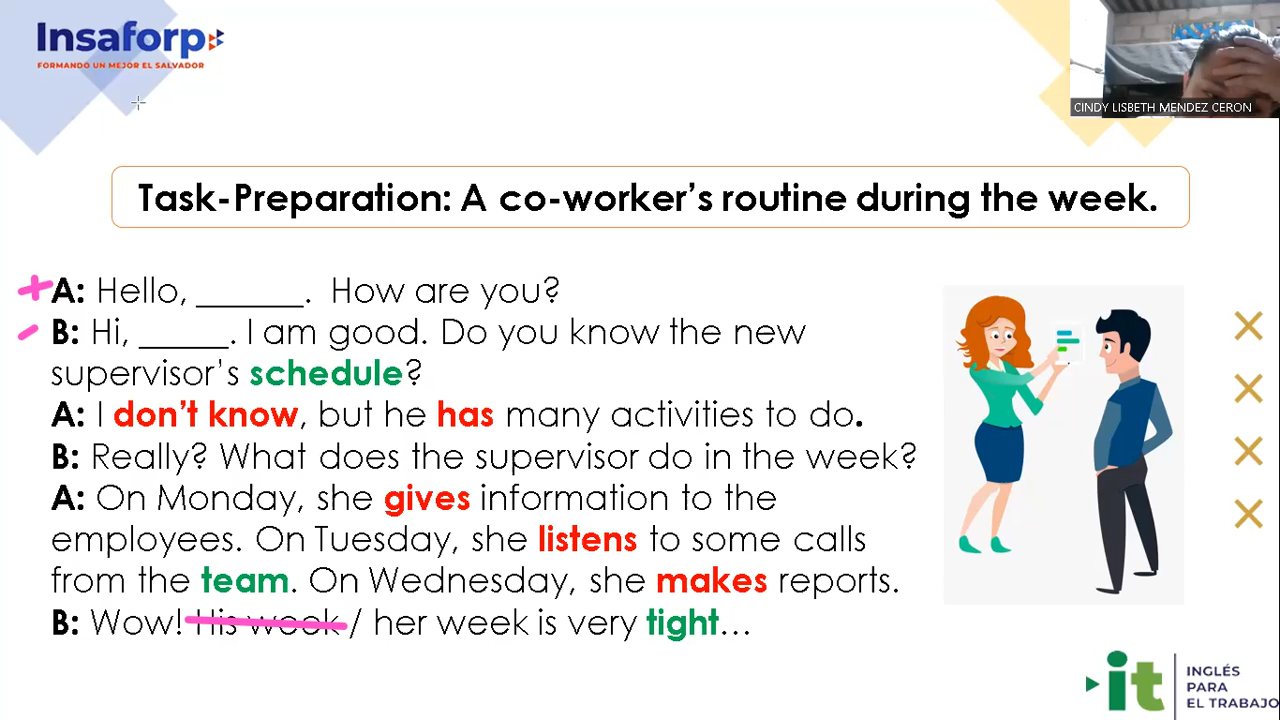 Insaforp
FORMANDO UN MEJOR EL SALVADOR
CINDY LISBETH MENDEZ CERON
Task-Preparation: A co-worker's routine during the week.
A: Hello, ______. How are you?
B: Hi, _____. I am good. Do you know the new
supervisor's schedule?
A: I don't know, but he has many activities to do.
B: Really? What does the supervisor do in the week?
A: On Monday, she gives information to the
employees. On Tuesday, she listens to some calls
from the team. On Wednesday, she makes reports.
B: Wow! His week / her week is very tight...
it
INGLÉS
PARA
EL TRABAJO